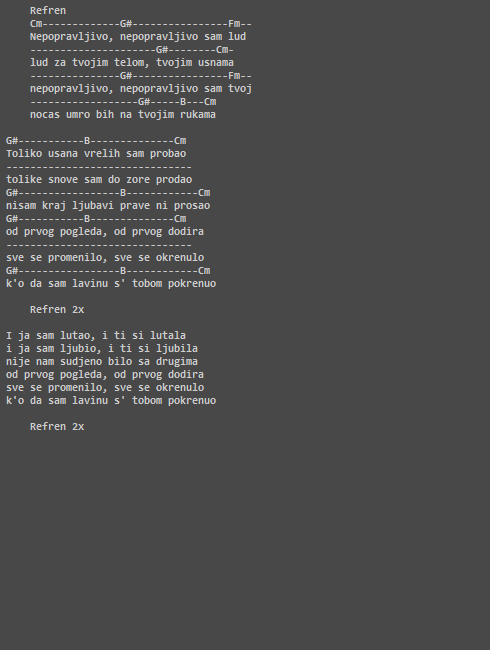 Refren
    Cm-------------G#----------------Fm--
    Nepopravljivo, nepopravljivo sam lud
    ---------------------G#--------Cm-
    lud za tvojim telom, tvojim usnama
    ---------------G#----------------Fm--
    nepopravljivo, nepopravljivo sam tvoj
    ------------------G#-----B---Cm
    nocas umro bih na tvojim rukama

G#-----------B--------------Cm
Toliko usana vrelih sam probao
-------------------------------
tolike snove sam do zore prodao
G#-----------------B------------Cm
nisam kraj ljubavi prave ni prosao
G#-----------B--------------Cm
od prvog pogleda, od prvog dodira
-------------------------------
sve se promenilo, sve se okrenulo
G#-----------------B------------Cm
k'o da sam lavinu s' tobom pokrenuo

    Refren 2x

I ja sam lutao, i ti si lutala
i ja sam ljubio, i ti si ljubila
nije nam sudjeno bilo sa drugima
od prvog pogleda, od prvog dodira
sve se promenilo, sve se okrenulo
k'o da sam lavinu s' tobom pokrenuo

    Refren 2x